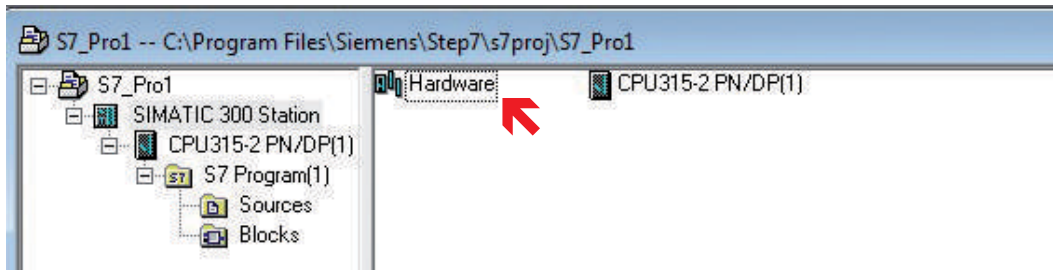 S7_Pro1 -- C:\Program Files\Siemens\Step7\s7proj\S7_Pro1
S7_Pro1
SIMATIC 300 Station
CPU315-2 PN/DP(1)
S7 Program(1)
Sources
Blocks
Hardware
CPU315-2 PN/DP(1)